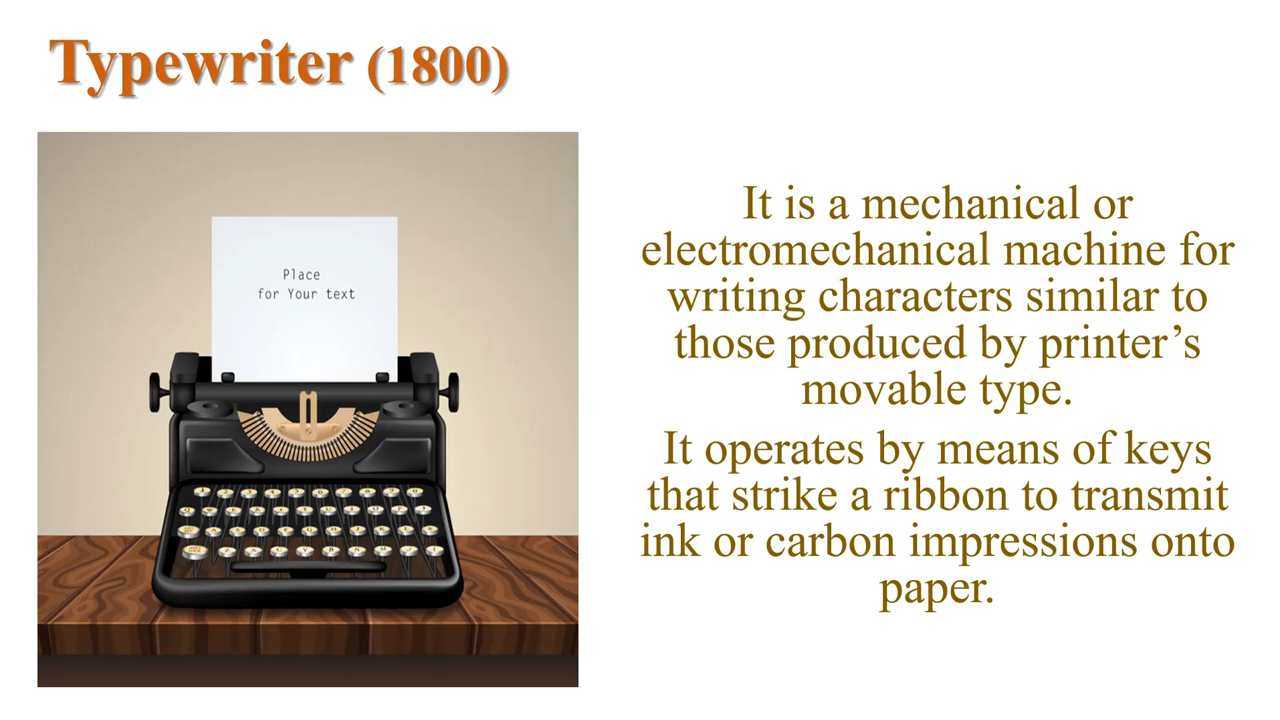 Typewriter (1800)
Place
for Your text
It is a mechanical or
electromechanical machine for
writing characters similar to
those produced by printer’s
movable type.
It operates by means of keys
that strike a ribbon to transmit
ink or carbon impressions onto
paper.